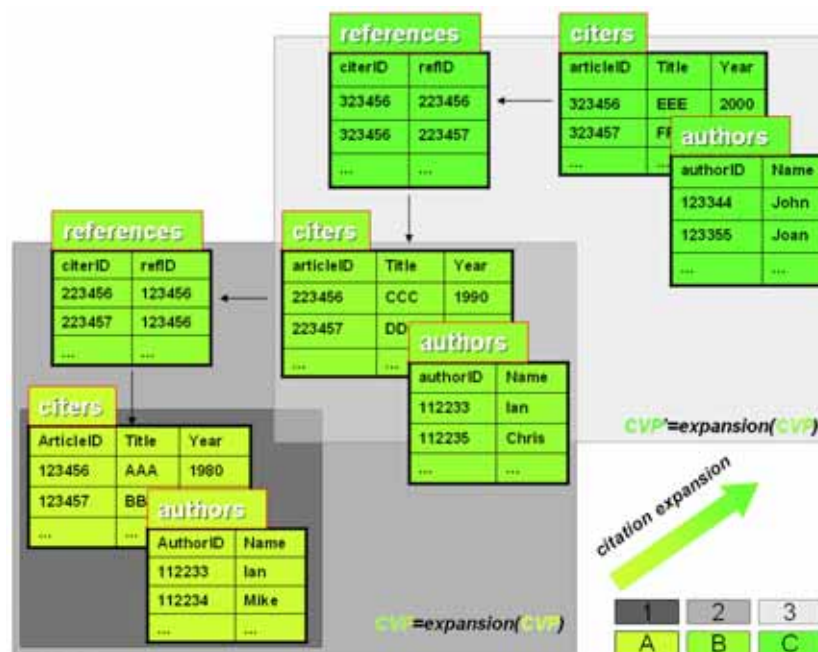 references
citerID refID
323456 223456
323456 223457
... ...
citers
articleID Title Year
323456 EEE 2000
323457 FF
... ...
authors
authorID Name
123344 John
123355 Joan
... ...
references
citerID refID
223456 123456
223457 123456
... ...
citers
articleID Title Year
223456 CCC 1990
223457 DD
... ...
authors
authorID Name
112233 Ian
112235 Chris
... ...
CVP'=expansion(CVP)
citers
ArticleID Title Year
123456 AAA 1980
123457 BB
... ...
authors
AuthorID Name
112233 Ian
112234 Mike
... ...
CVP=expansion(CVP)
citation expansion
1 2 3
A B C